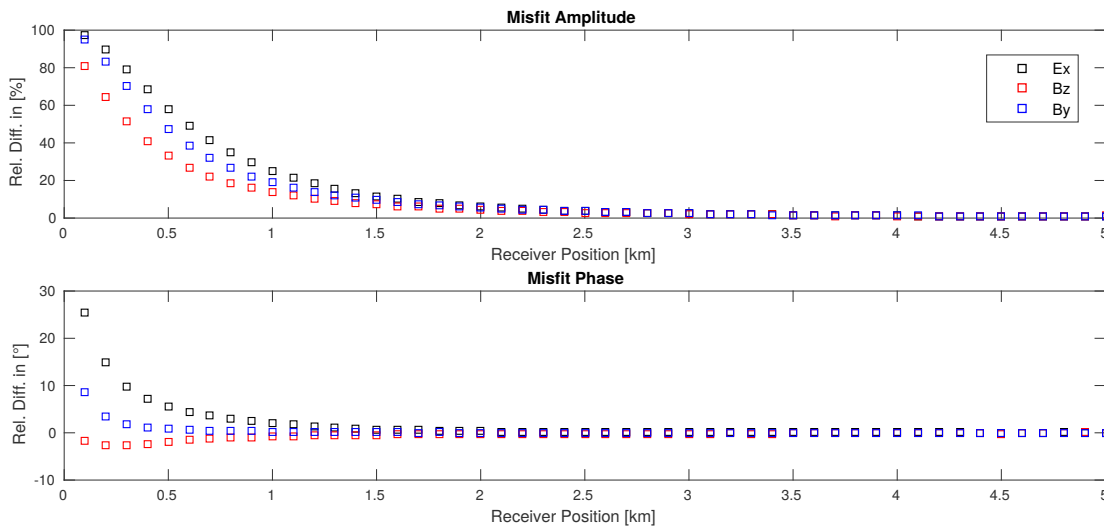 Misfit Amplitude
100
80
60
40
20
0
Rel. Diff. in [%]
Ex
Bz
By
0 0.5 1 1.5 2 2.5 3 3.5 4 4.5 5
Receiver Position [km]
Misfit Phase
30
20
10
0
-10
Rel. Diff. in [°]
0 0.5 1 1.5 2 2.5 3 3.5 4 4.5 5
Receiver Position [km]